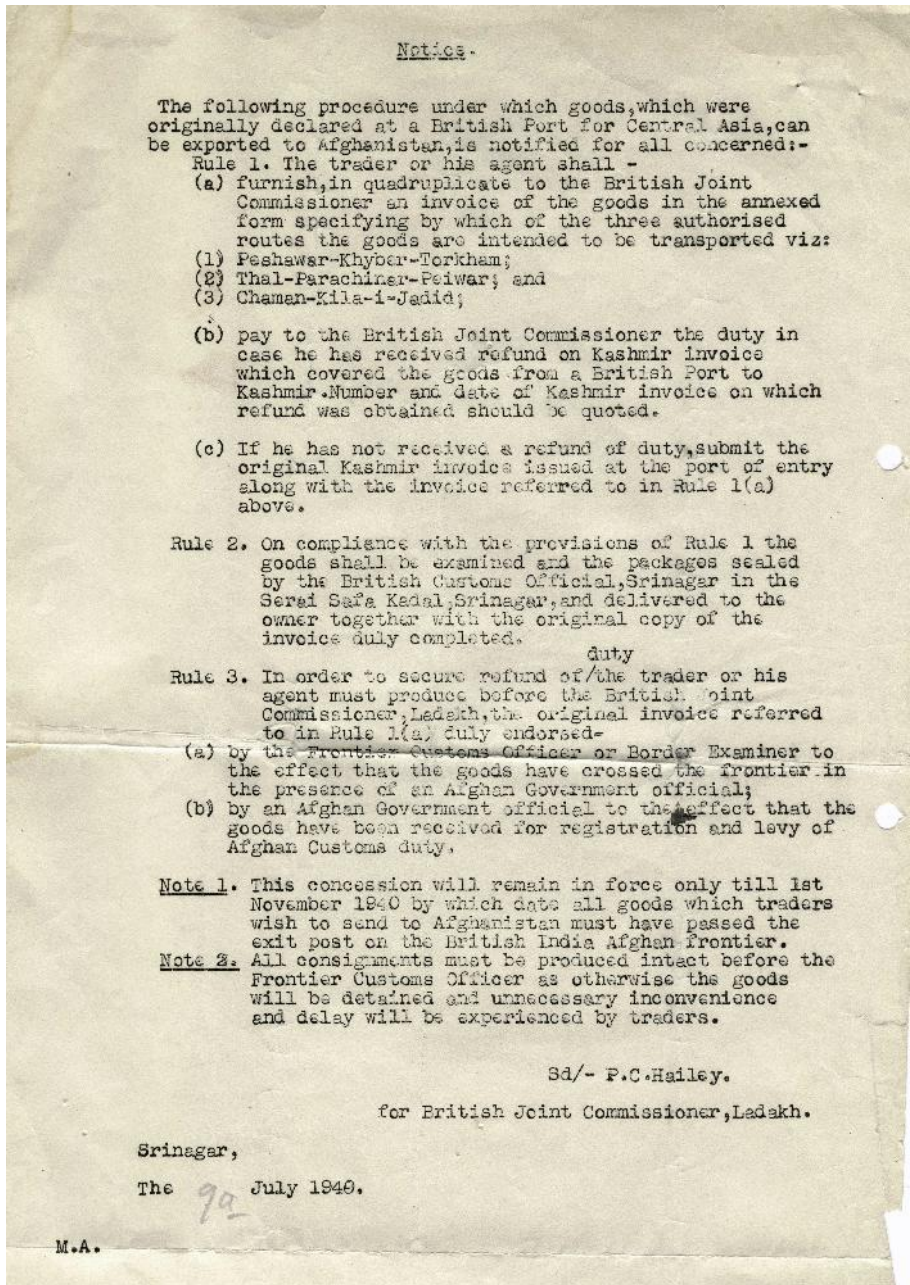 Notice.
The following procedure under which goods,which were
originally declared at a British Port for Central Asia,can
be exported to Afghanistan,is notified for all concerned:-
Rule 1. The trader or his agent shall -
(a) furnish,in quadruplicate to the British Joint
Commissioner an invoice of the goods in the annexed
form specifying by which of the three authorised
routes the goods are intended to be transported viz:
(1) Peshawar-Khyber-Torkham;
(2) Thal-Parachinar-Peiwar; and
(3) Chaman-Kila-i-Jadid;
(b) pay to the British Joint Commissioner the duty in
case he has received refund on Kashmir invoice
which covered the goods from a British Port to
Kashmir.Number and date of Kashmir invoice on which
refund was obtained should be quoted.
(c) If he has not received a refund of duty,submit the
original Kashmir invoice issued at the port of entry
along with the invoice referred to in Rule 1(a)
above.
Rule 2. On compliance with the provisions of Rule 1 the
goods shall be examined and the packages sealed
by the British Customs Official,Srinagar in the
Serai Safa Kadal,Srinagar,and delivered to the
owner together with the original copy of the
invoice duly completed.
duty
Rule 3. In order to secure refund of/the trader or his
agent must produce before the British Joint
Commissioner,Ladakh,the original invoice referred
to in Rule 1(a) duly endorsed-
(a) by the Frontier Customs Officer or Border Examiner to
the effect that the goods have crossed the frontier in
the presence of an Afghan Government official;
(b) by an Afghan Government official to the effect that the
goods have been received for registration and levy of
Afghan Customs duty.
Note 1. This concession will remain in force only till 1st
November 1940 by which date all goods which traders
wish to send to Afghanistan must have passed the
exit post on the British India Afghan frontier.
Note 2. All consignments must be produced intact before the
Frontier Customs Officer as otherwise the goods
will be detained and unnecessary inconvenience
and delay will be experienced by traders.
Sd/- P.C.Hailey.
for British Joint Commissioner,Ladakh.
Srinagar,
The July 1940.
M.A.